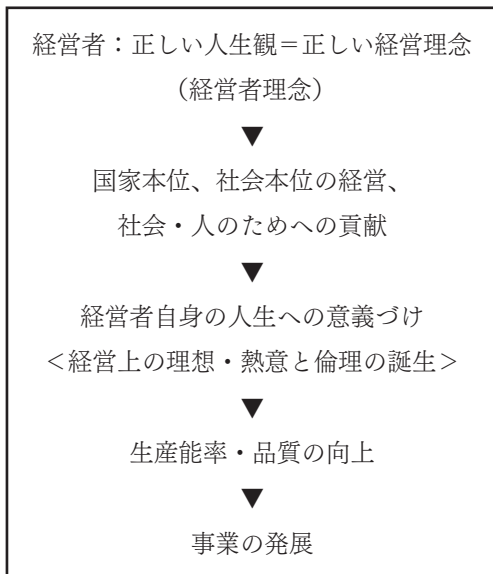 経営者：正しい人生観＝正しい経営理念
（経営者理念）
▼
国家本位、社会本位の経営、
社会・人のためへの貢献
▼
経営者自身の人生への意義づけ
＜経営上の理想・熱意と倫理の誕生＞
▼
生産能率・品質の向上
▼
事業の発展